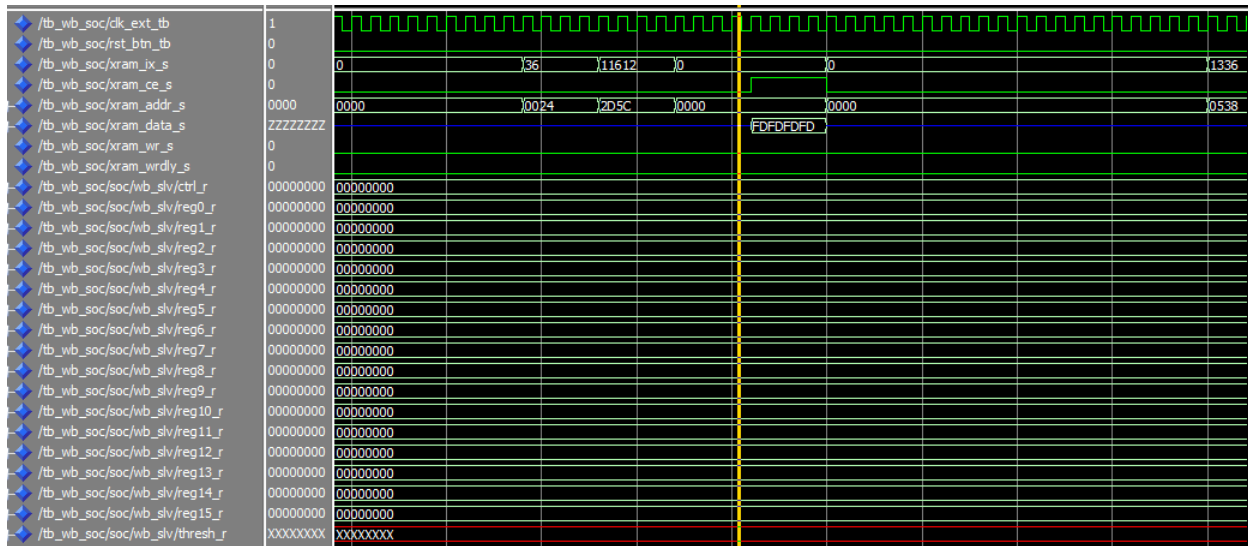 /tb_wb_soc/clk_ext_tb 1
/tb_wb_soc/rst_btn_tb 0
/tb_wb_soc/xram_ix_s 0 0 36 11612 0 0 1336
/tb_wb_soc/xram_ce_s 0
/tb_wb_soc/xram_addr_s 0000 0000 0024 2D5C 0000 0000 0538
/tb_wb_soc/xram_data_s ZZZZZZZZ FDFDFDFD
/tb_wb_soc/xram_wr_s 0
/tb_wb_soc/xram_wrdly_s 0
/tb_wb_soc/soc/wb_slv/ctrl_r 00000000 00000000
/tb_wb_soc/soc/wb_slv/reg0_r 00000000 00000000
/tb_wb_soc/soc/wb_slv/reg1_r 00000000 00000000
/tb_wb_soc/soc/wb_slv/reg2_r 00000000 00000000
/tb_wb_soc/soc/wb_slv/reg3_r 00000000 00000000
/tb_wb_soc/soc/wb_slv/reg4_r 00000000 00000000
/tb_wb_soc/soc/wb_slv/reg5_r 00000000 00000000
/tb_wb_soc/soc/wb_slv/reg6_r 00000000 00000000
/tb_wb_soc/soc/wb_slv/reg7_r 00000000 00000000
/tb_wb_soc/soc/wb_slv/reg8_r 00000000 00000000
/tb_wb_soc/soc/wb_slv/reg9_r 00000000 00000000
/tb_wb_soc/soc/wb_slv/reg10_r 00000000 00000000
/tb_wb_soc/soc/wb_slv/reg11_r 00000000 00000000
/tb_wb_soc/soc/wb_slv/reg12_r 00000000 00000000
/tb_wb_soc/soc/wb_slv/reg13_r 00000000 00000000
/tb_wb_soc/soc/wb_slv/reg14_r 00000000 00000000
/tb_wb_soc/soc/wb_slv/reg15_r 00000000 00000000
/tb_wb_soc/soc/wb_slv/thresh_r XXXXXXXX XXXXXXXX